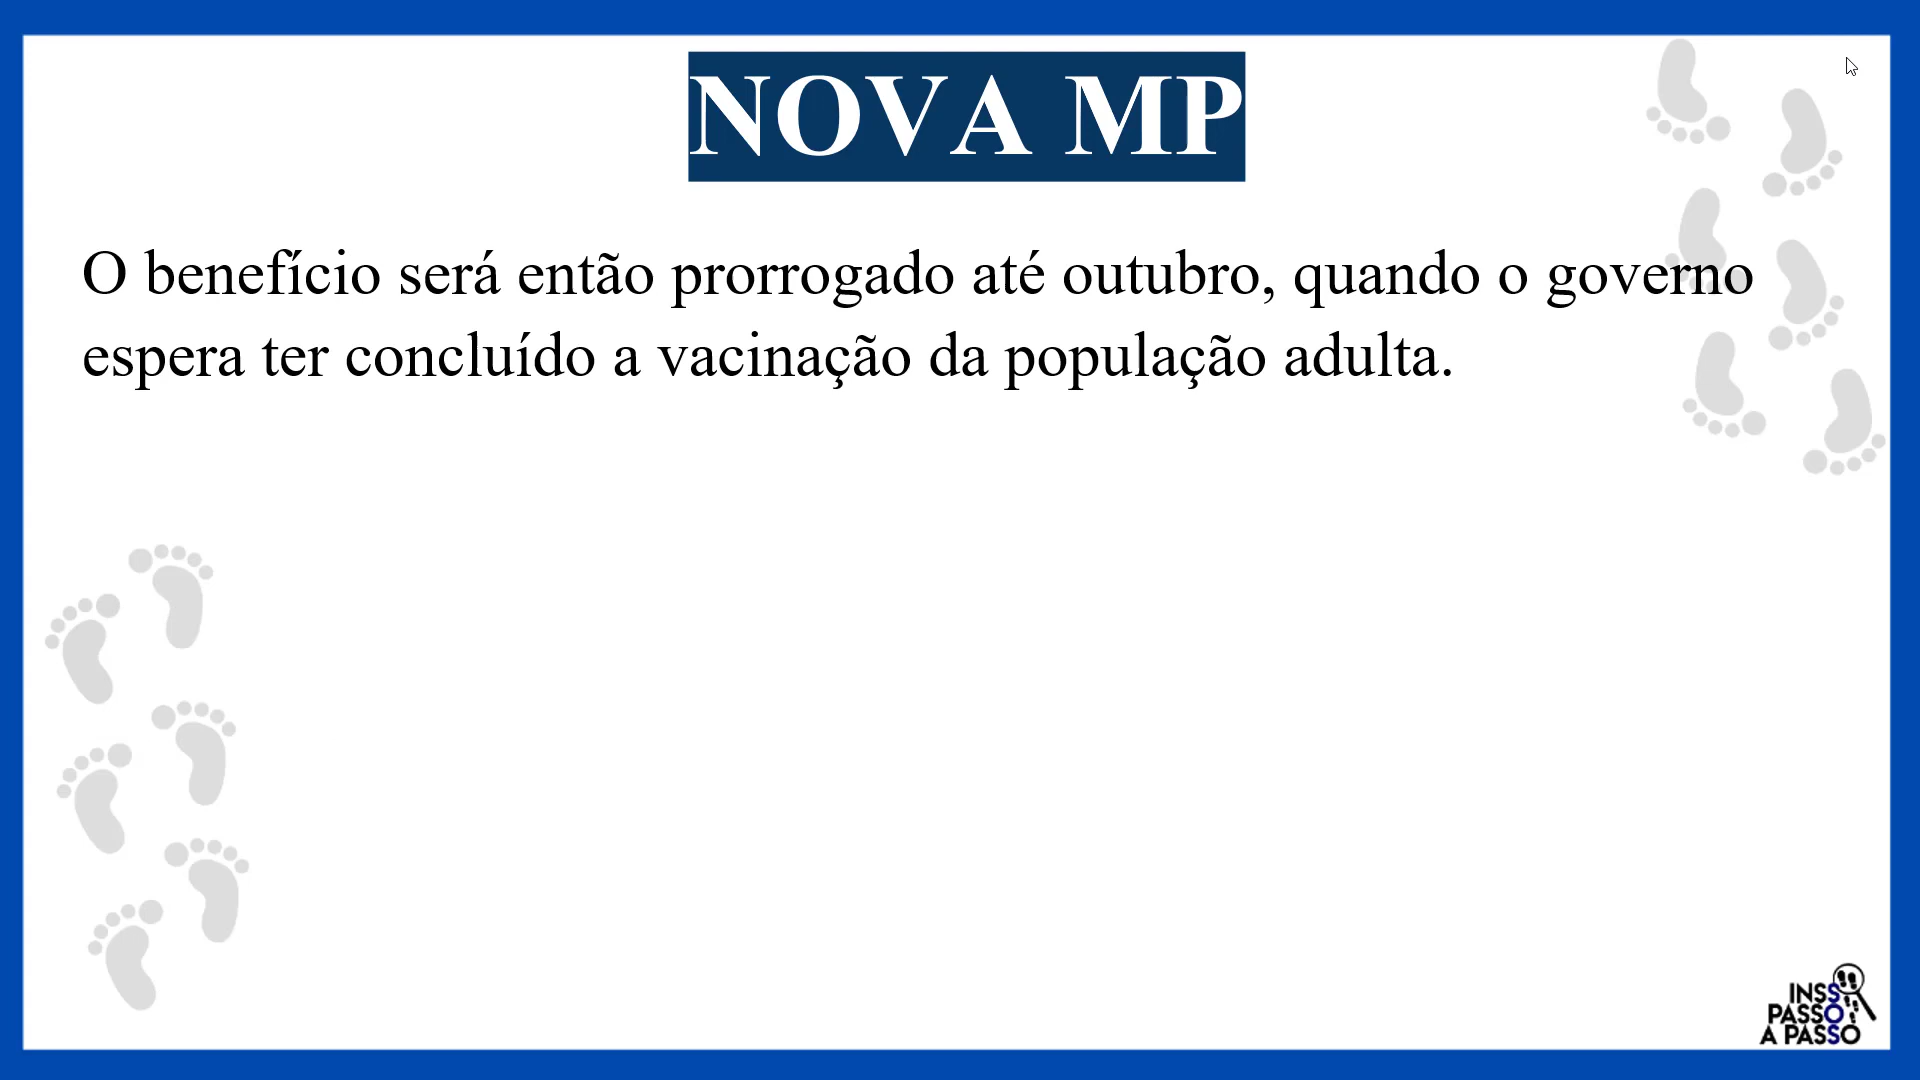 NOVA MP
O benefício será então prorrogado até outubro, quando o governo
espera ter concluído a vacinação da população adulta.
INSS
PASSO
A PASSO